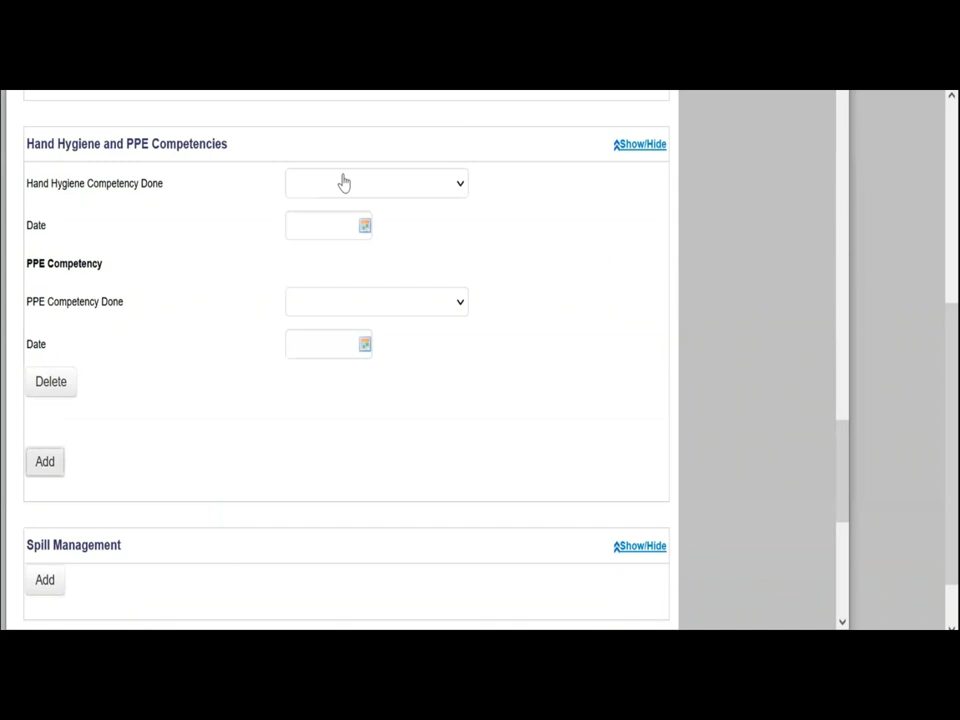 Hand Hygiene and PPE Competencies
Show/Hide
Hand Hygiene Competency Done
Date
PPE Competency
PPE Competency Done
Date
Delete
Add
Spill Management
Show/Hide
Add